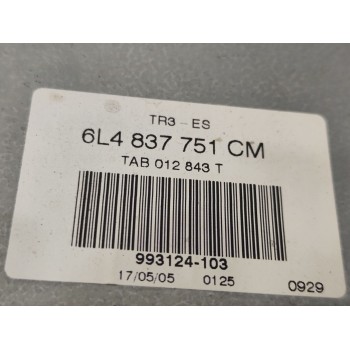 TR3 - ES
6L4 837 751 CM
TAB 012 843 T
993124-103
17/05/05 0125 0929